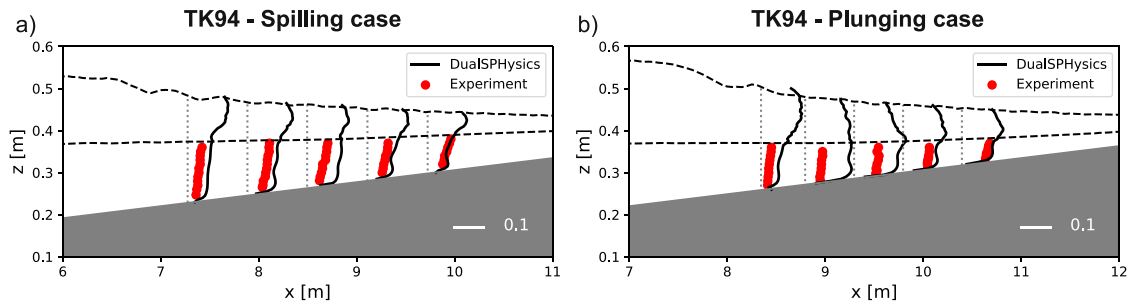 TK94 - Spilling case
a)
0.6
0.5
0.4
0.3
0.2
0.1
z [m]
DualSPHysics
Experiment
0.1
6 7 8 9 10 11
x [m]
TK94 - Plunging case
b)
0.6
0.5
0.4
0.3
0.2
0.1
z [m]
DualSPHysics
Experiment
0.1
7 8 9 10 11 12
x [m]